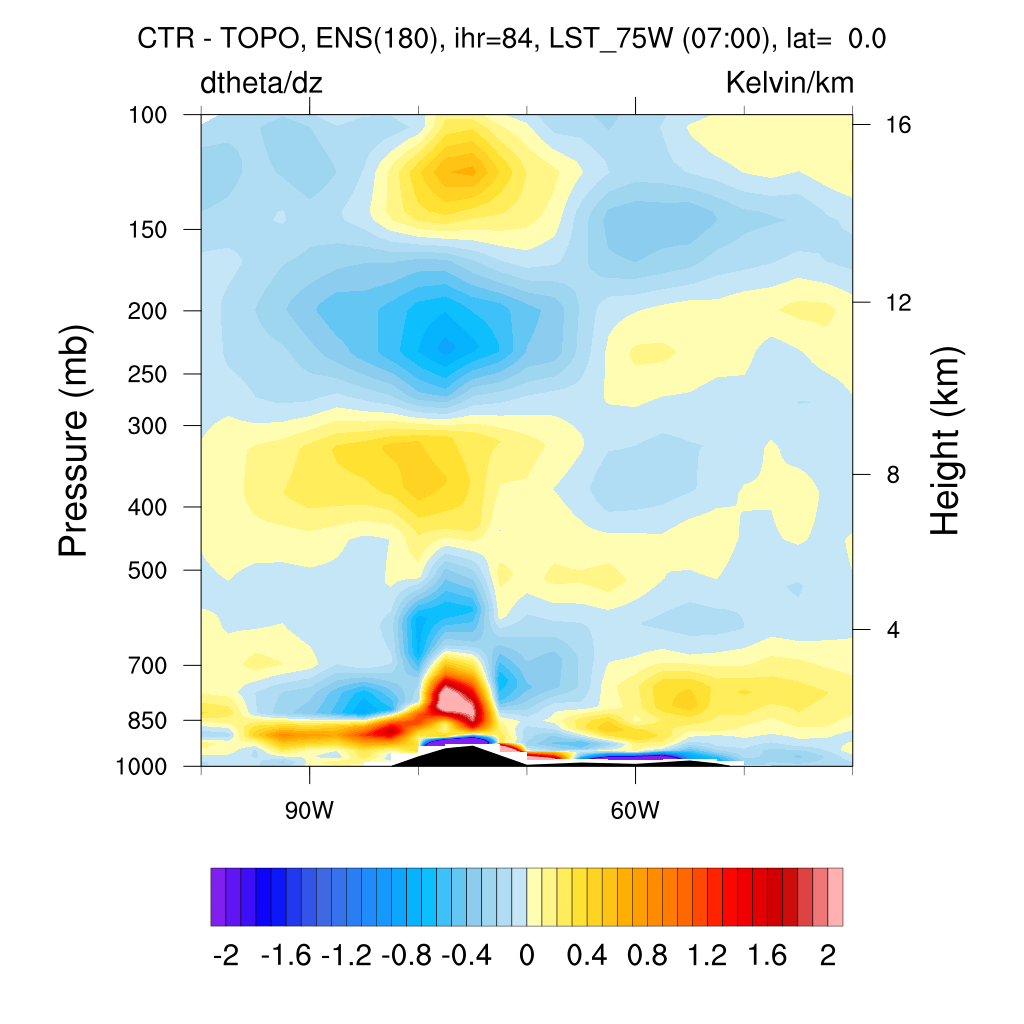 CTR - TOPO, ENS(180), ihr=84, LST_75W (07:00), lat=  0.0
dtheta/dz
Kelvin/km
100
150
200
250
300
400
500
700
850
1000
Pressure (mb)
16
12
8
4
Height (km)
90W
60W
-2 -1.6 -1.2 -0.8 -0.4 0 0.4 0.8 1.2 1.6 2